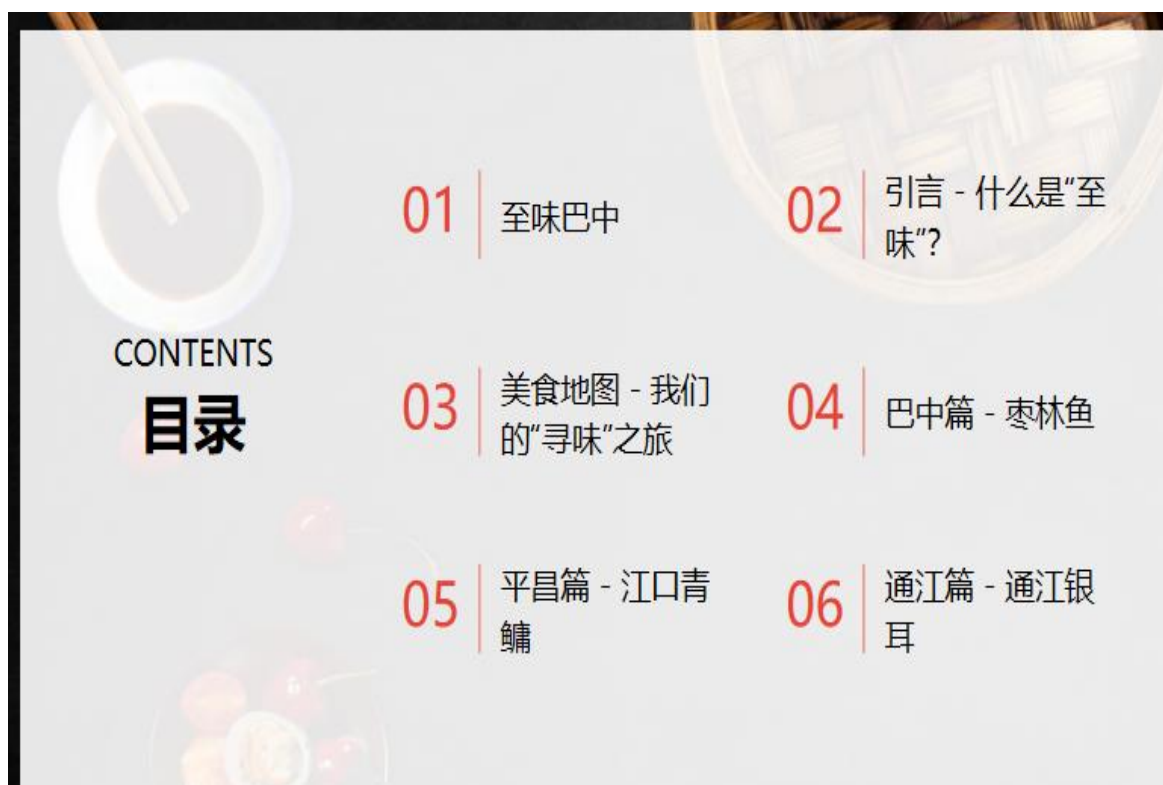 CONTENTS
目录
01
至味巴中
02
引言 - 什么是“至
味”?
03
美食地图 - 我们
的“寻味”之旅
04
巴中篇 - 枣林鱼
05
平昌篇 - 江口青
鳙
06
通江篇 - 通江银
耳